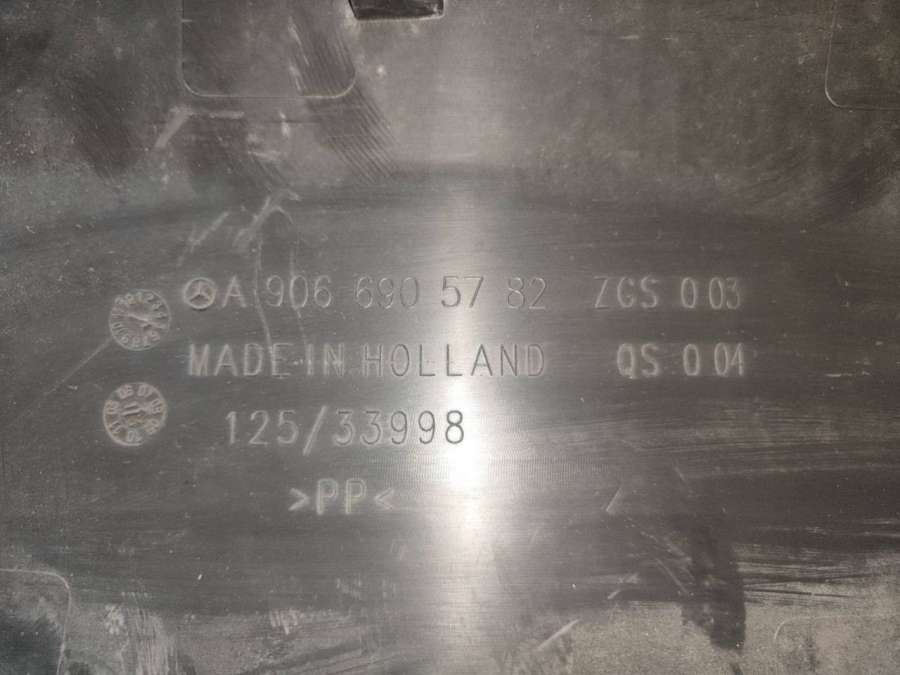 A 906 690 57 82 ZGS 003
MADE IN HOLLAND QS 004
125/33998
>PP<